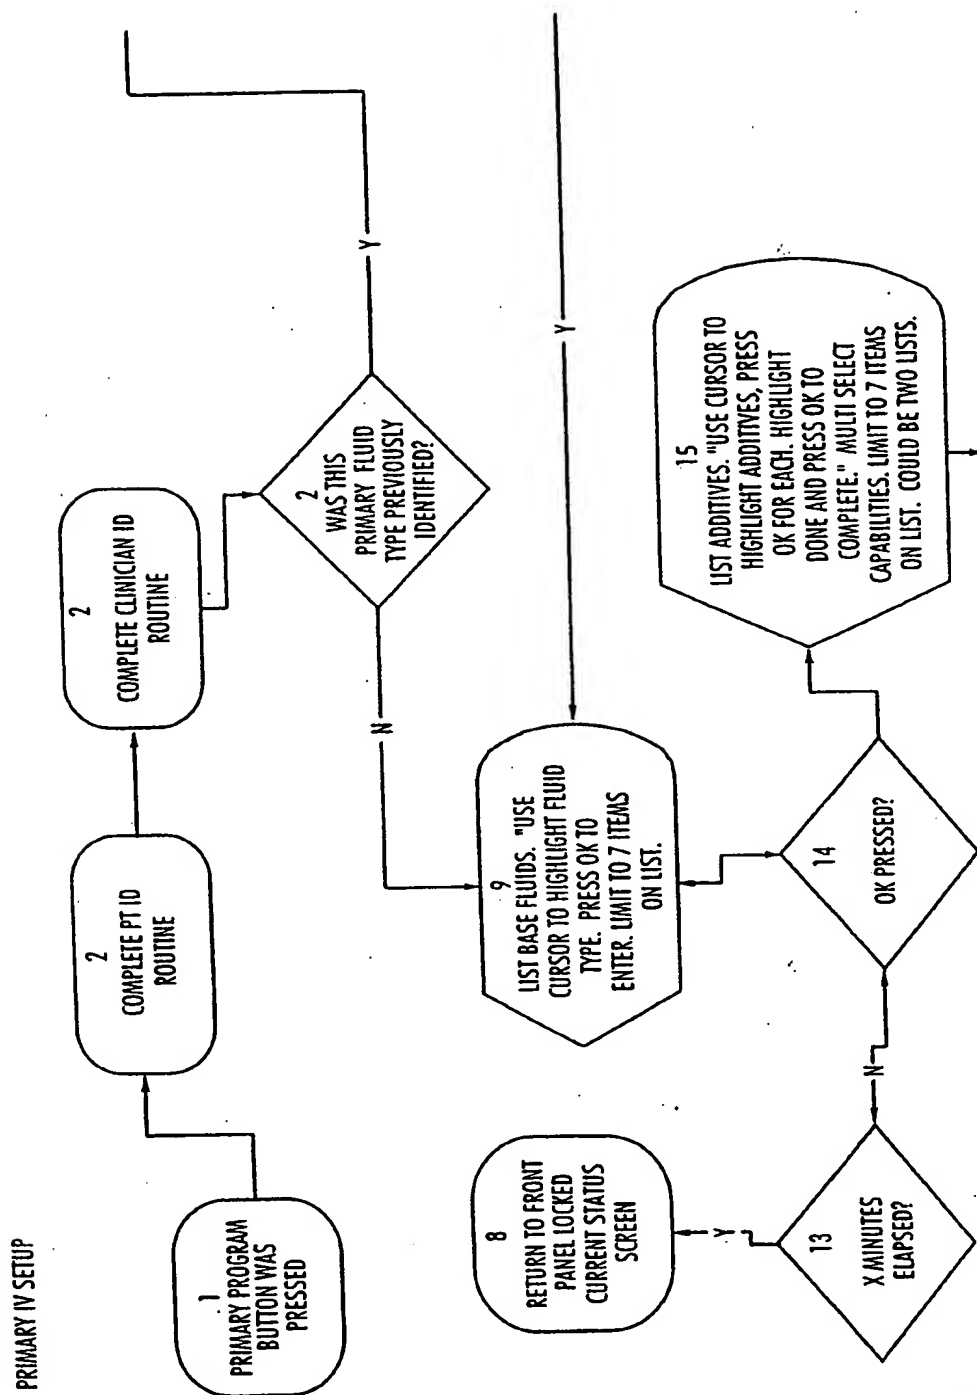 PRIMARY IV SETUP
1
PRIMARY PROGRAM
BUTTON WAS
PRESSED
2
COMPLETE PT ID
ROUTINE
2
COMPLETE CLINICIAN ID
ROUTINE
2
WAS THIS
PRIMARY FLUID
TYPE PREVIOUSLY
IDENTIFIED?
Y
N
Y
9
LIST BASE FLUIDS. "USE
CURSOR TO HIGHLIGHT FLUID
TYPE. PRESS OK TO
ENTER. LIMIT TO 7 ITEMS
ON LIST.
8
RETURN TO FRONT
PANEL LOCKED
CURRENT STATUS
SCREEN
Y
13
X MINUTES
ELAPSED?
N
14
OK PRESSED?
15
LIST ADDITIVES. "USE CURSOR TO
HIGHLIGHT ADDITIVES, PRESS
OK FOR EACH. HIGHLIGHT
DONE AND PRESS OK TO
COMPLETE." MULTI SELECT
CAPABILITIES. LIMIT TO 7 ITEMS
ON LIST. COULD BE TWO LISTS.